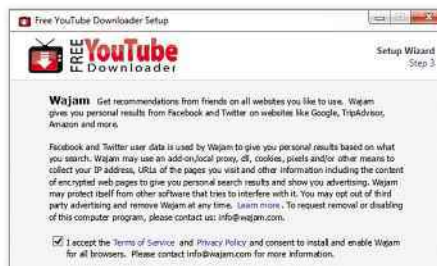 Free YouTube Downloader Setup
FREE YouTube
Downloader
Setup Wizard
Step 3
Wajam Get recommendations from friends on all websites you like to use. Wajam
gives you personal results from Facebook and Twitter on websites like Google, TripAdvisor,
Amazon and more.
Facebook and Twitter user data is used by Wajam to give you personal results based on what
you search. Wajam may use an add-on,local proxy, dll, cookies, pixels and/or other means to
collect your IP address, URLs of the pages you visit and other information including the content
of encrypted web pages to give you personal search results and show you advertising. Wajam
may protect itself from other software that tries to interfere with it. You may opt out of third
party advertising and remove Wajam at any time. Learn more. To request removal or disabling
of this computer program, please contact us: info@wajam.com.
I accept the Terms of Service and Privacy Policy and consent to install and enable Wajam
for all browsers. Please contact info@wajam.com for more information.